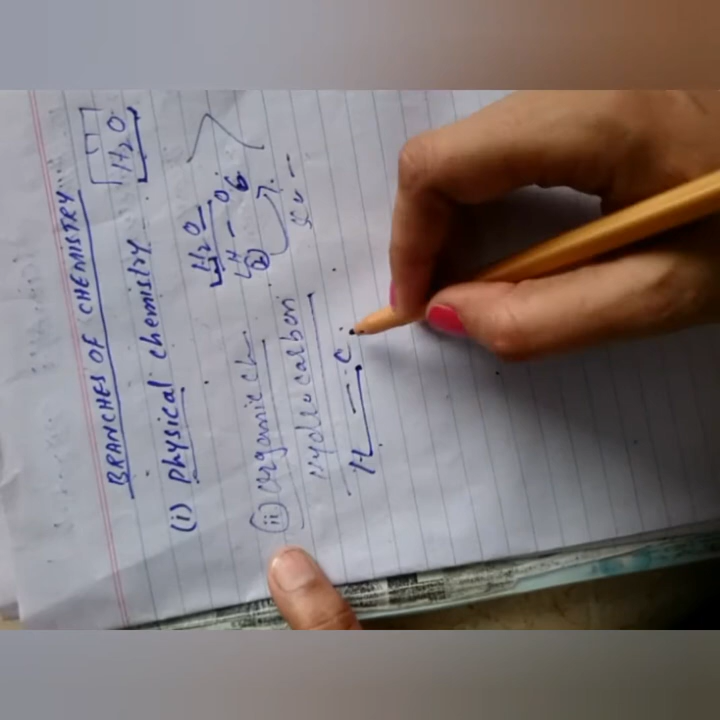 BRANCHES OF CHEMISTRY
(i) Physical chemistry
H2O
H2O
H — O
(ii) Organic ch
Hydrocarbon
H — C